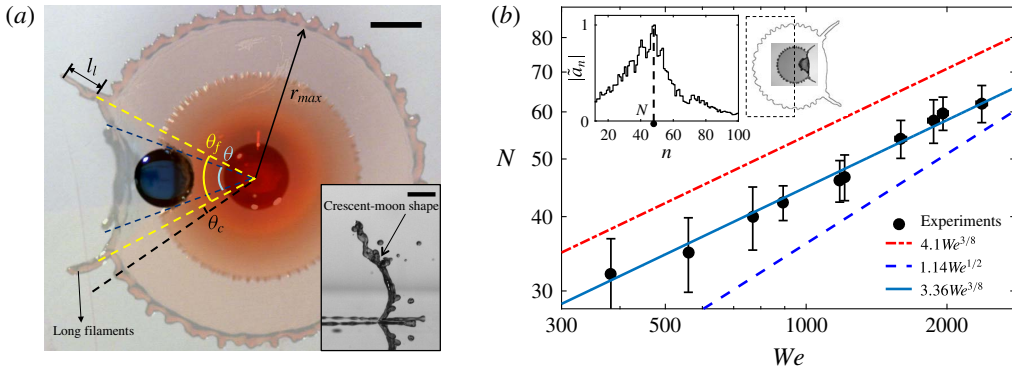 (a)
l_l
r_max
θ_f
θ
θ_c
Crescent-moon shape
Long filaments
(b)
80
70
60
50
40
30
N
300
500
1000
2000
We
1
0
|ã_n|
N
20
40
60
80
100
n
Experiments
4.1We^{3/8}
1.14We^{1/2}
3.36We^{3/8}